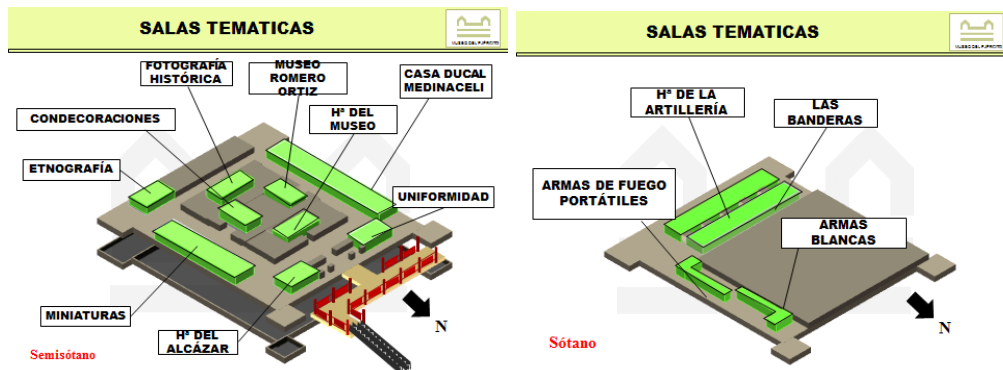 SALAS TEMATICAS
MUSEO DEL EJÉRCITO
FOTOGRAFÍA
HISTÓRICA
MUSEO
ROMERO
ORTIZ
CASA DUCAL
MEDINACELI
CONDECORACIONES
Hª DEL
MUSEO
ETNOGRAFÍA
UNIFORMIDAD
MINIATURAS
Hª DEL
ALCÁZAR
N
Semisótano
SALAS TEMATICAS
MUSEO DEL EJÉRCITO
Hª DE LA
ARTILLERÍA
LAS
BANDERAS
ARMAS DE FUEGO
PORTÁTILES
ARMAS
BLANCAS
N
Sótano